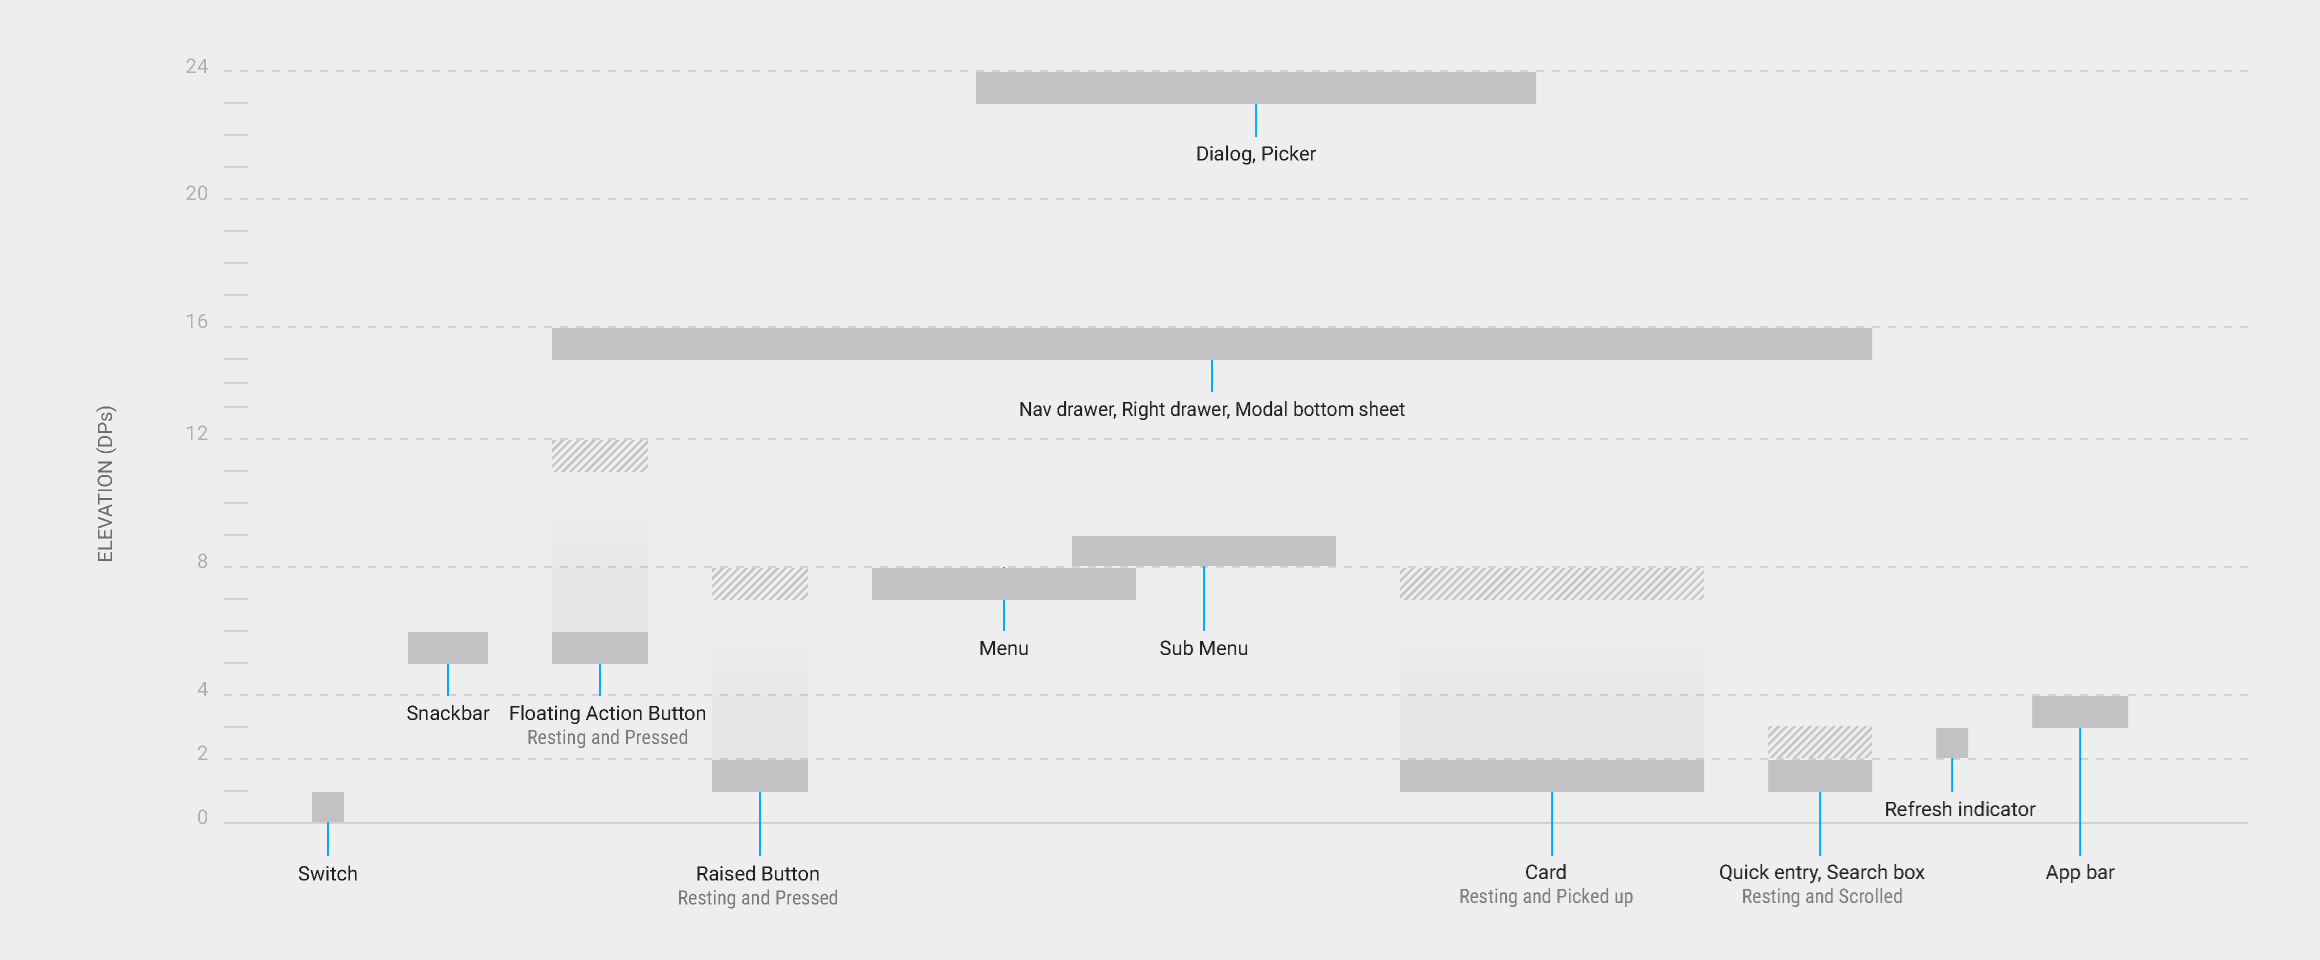 24
Dialog, Picker
20
16
Nav drawer, Right drawer, Modal bottom sheet
ELEVATION (DPs)
12
8
Menu
Sub Menu
4
Snackbar
Floating Action Button
Resting and Pressed
2
Refresh indicator
0
Switch
Raised Button
Resting and Pressed
Card
Resting and Picked up
Quick entry, Search box
Resting and Scrolled
App bar